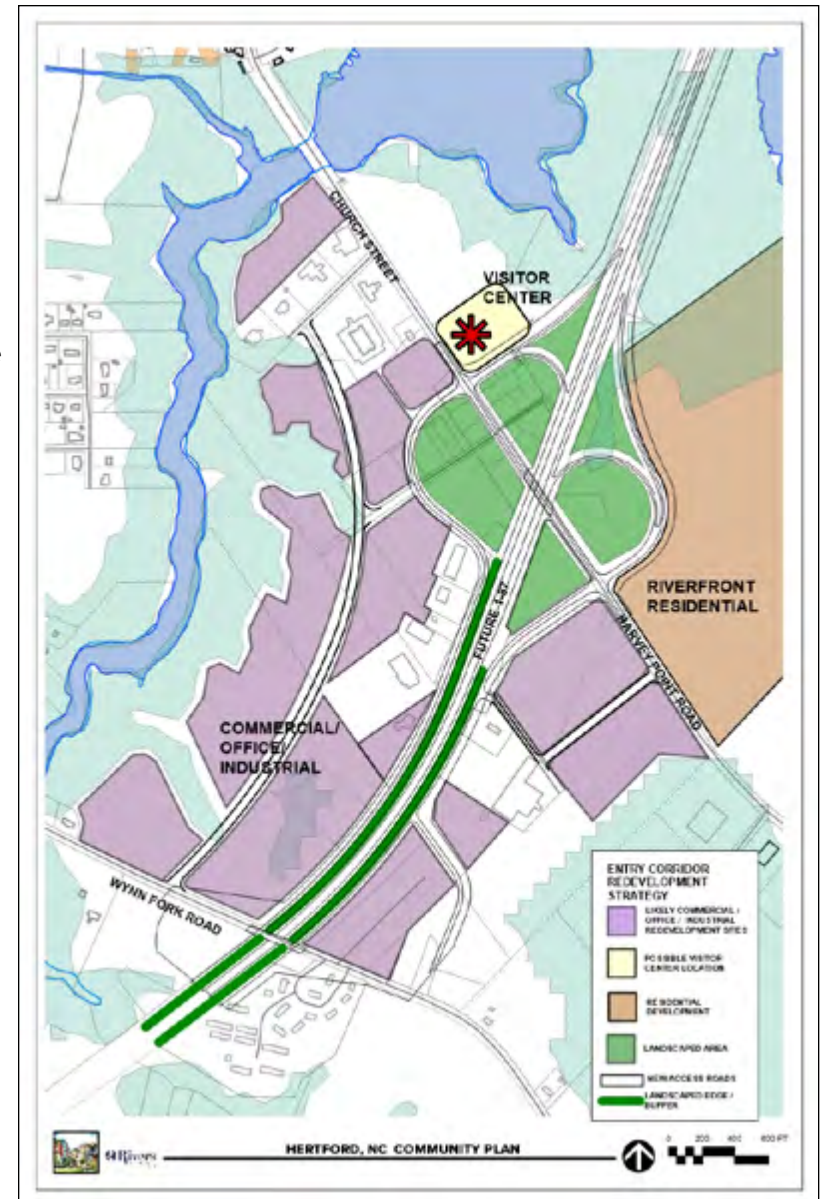 CHURCH STREET
VISITOR
CENTER
FUTURE I-87
RIVERFRONT
RESIDENTIAL
HARVEY POINT ROAD
COMMERCIAL/
OFFICE/
INDUSTRIAL
WYNN FORK ROAD
ENTRY CORRIDOR
REDEVELOPMENT
STRATEGY
LIKELY COMMERCIAL /
OFFICE / INDUSTRIAL
REDEVELOPMENT SITES
POSSIBLE VISITOR
CENTER LOCATION
RESIDENTIAL
DEVELOPMENT
LANDSCAPED AREA
NEW ACCESS ROADS
LANDSCAPED EDGE /
BUFFER
HERTFORD, NC COMMUNITY PLAN
0 200 400 600 FT